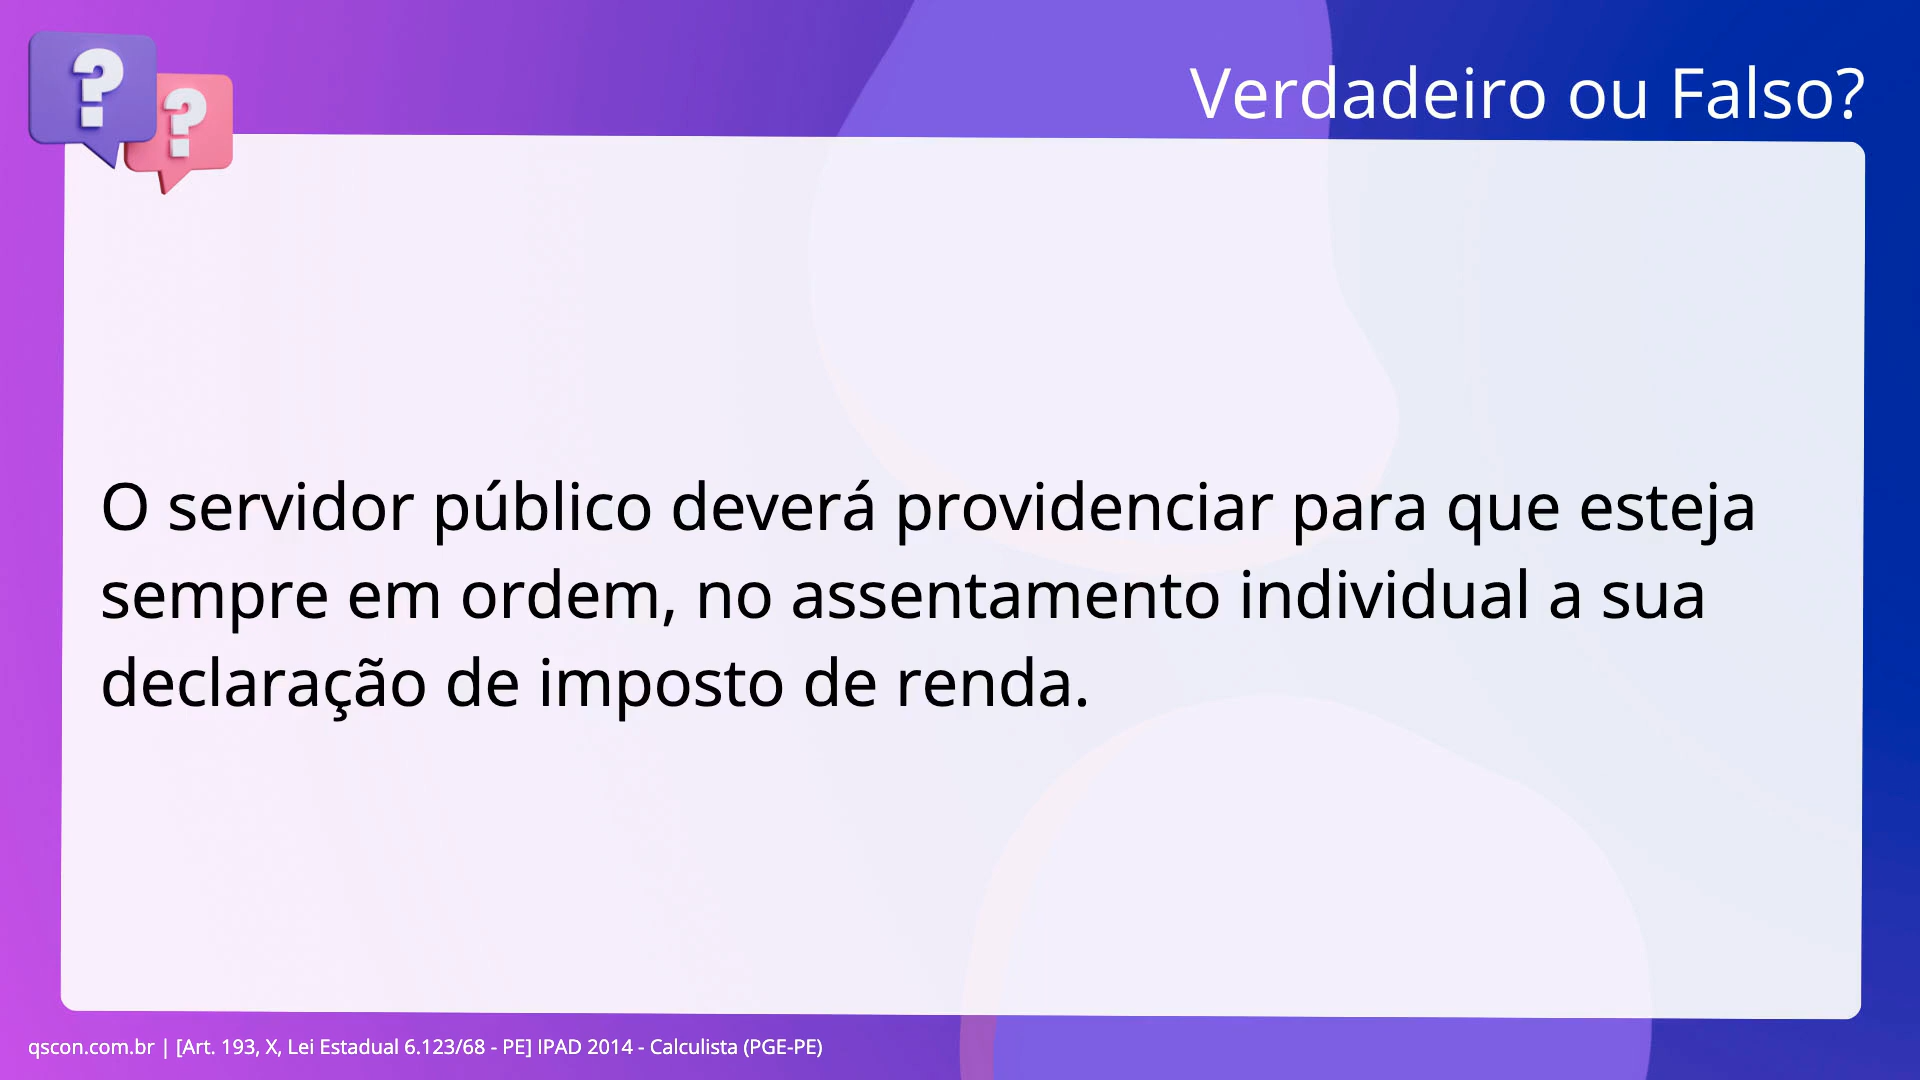 Verdadeiro ou Falso?
O servidor público deverá providenciar para que esteja
sempre em ordem, no assentamento individual a sua
declaração de imposto de renda.
qscon.com.br | [Art. 193, X, Lei Estadual 6.123/68 - PE] IPAD 2014 - Calculista (PGE-PE)